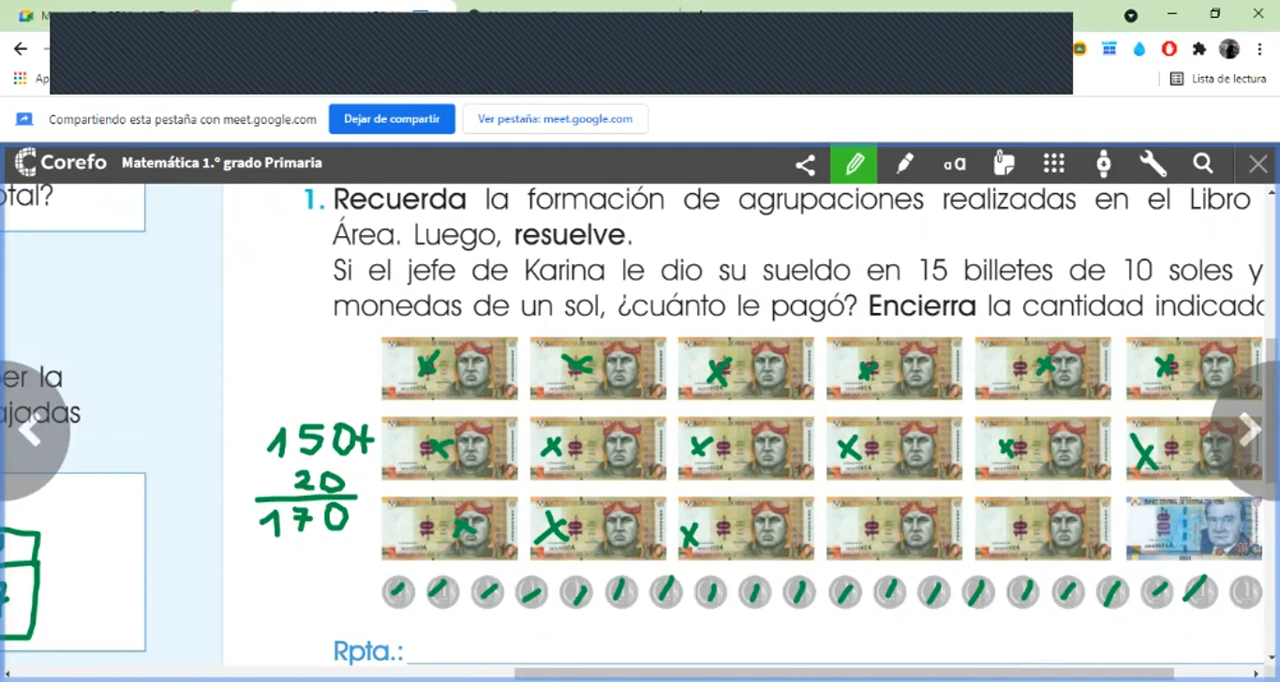 Ap
Lista de lectura
Compartiendo esta pestaña con meet.google.com
Dejar de compartir
Ver pestaña: meet.google.com
Corefo
Matemática 1.º grado Primaria
aa
otal?
er la
ajadas
1. Recuerda la formación de agrupaciones realizadas en el Libro
Área. Luego, resuelve.
Si el jefe de Karina le dio su sueldo en 15 billetes de 10 soles y
monedas de un sol, ¿cuánto le pagó? Encierra la cantidad indicada
150+
20
170
Rpta.: